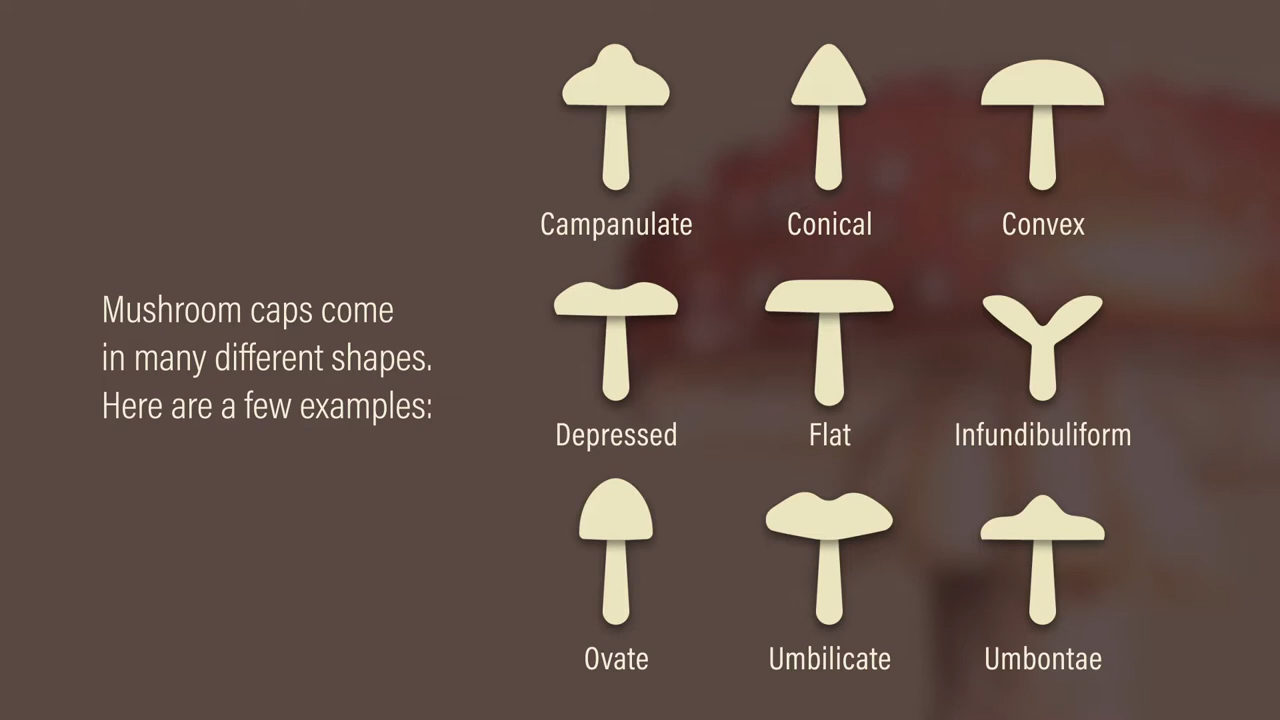 Mushroom caps come
in many different shapes.
Here are a few examples:
Campanulate
Conical
Convex
Depressed
Flat
Infundibuliform
Ovate
Umbilicate
Umbontae